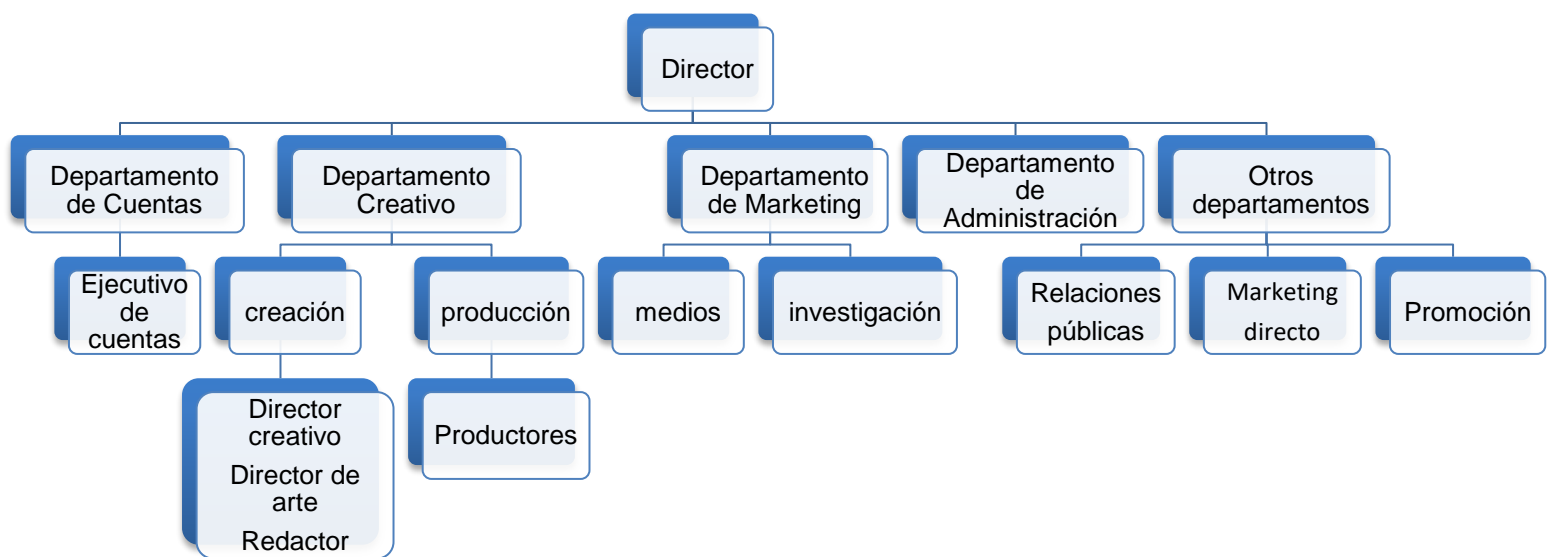 Director
Departamento
de Cuentas
Departamento
Creativo
Departamento
de Marketing
Departamento
de
Administración
Otros
departamentos
Ejecutivo
de
cuentas
creación
producción
medios
investigación
Relaciones
públicas
Marketing
directo
Promoción
Director
creativo
Director de
arte
Redactor
Productores